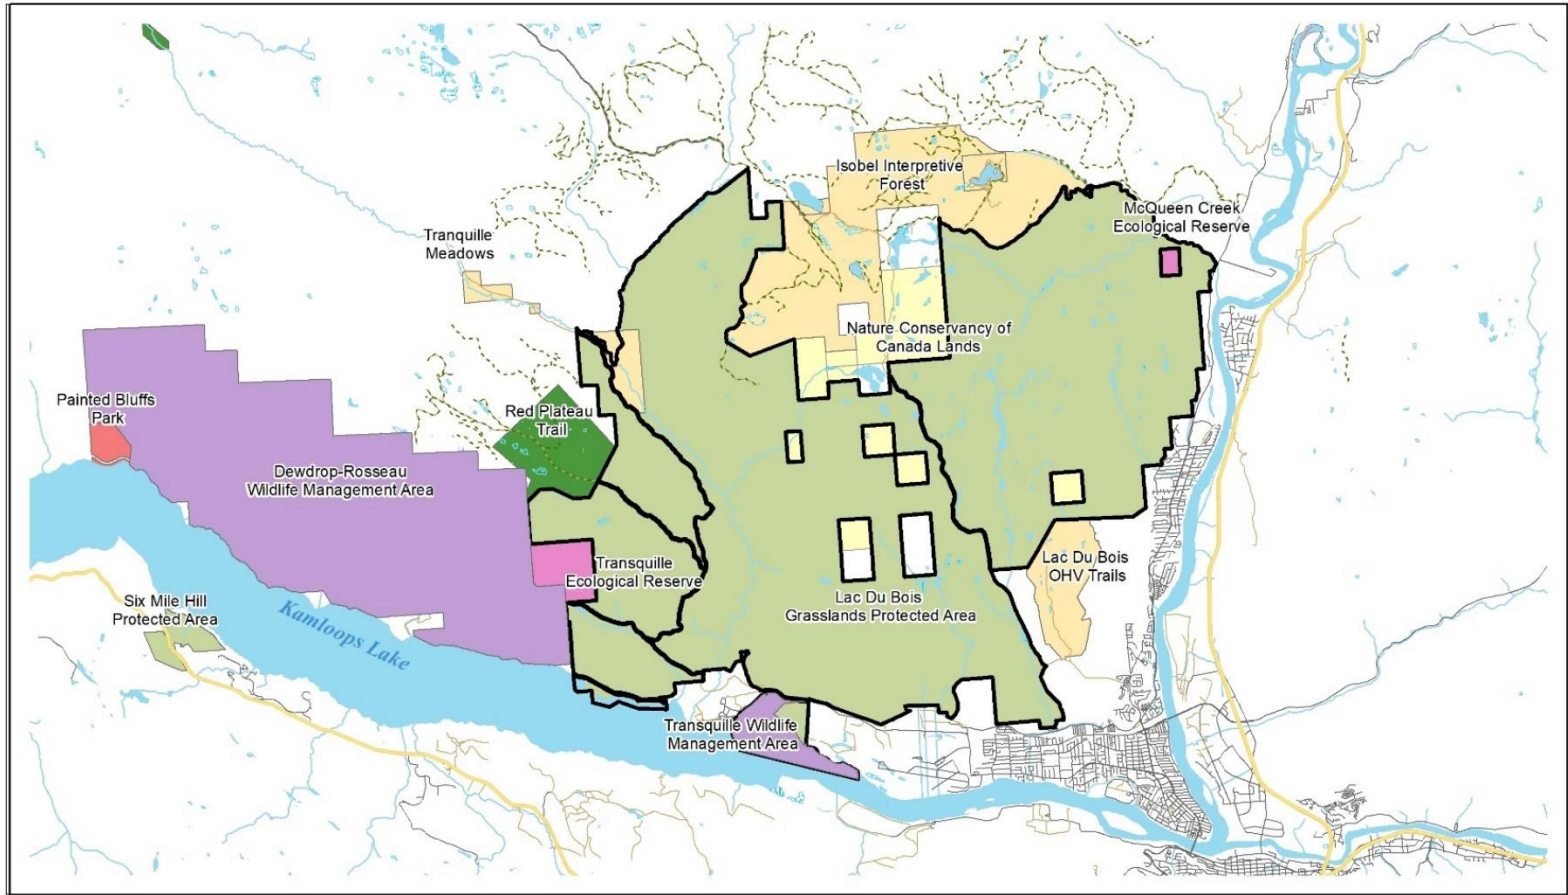 Isobel Interpretive
Forest
McQueen Creek
Ecological Reserve
Tranquille
Meadows
Nature Conservancy of
Canada Lands
Painted Bluffs
Park
Red Plateau
Trail
Dewdrop-Rosseau
Wildlife Management Area
Transquille
Ecological Reserve
Lac Du Bois
OHV Trails
Six Mile Hill
Protected Area
Lac Du Bois
Grasslands Protected Area
Kamloops Lake
Transquille Wildlife
Management Area